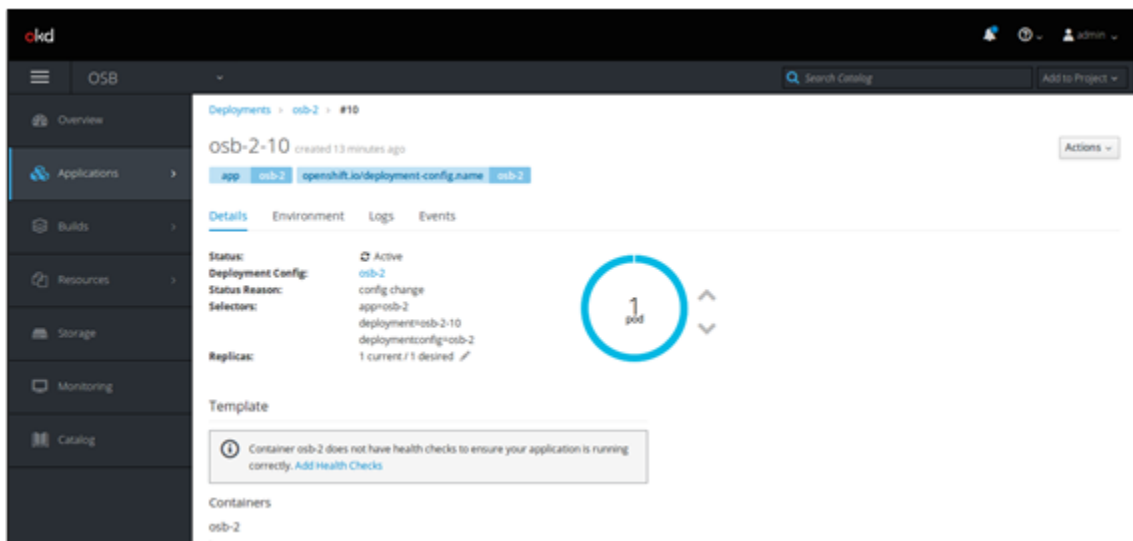 okd
admin
OSB
Search Catalog
Add to Project
Overview
Applications
Builds
Resources
Storage
Monitoring
Catalog
Deployments > osb-2 > #10
osb-2-10 created 13 minutes ago
Actions
app osb-2 openshift.io/deployment-config.name osb-2
Details Environment Logs Events
Status: Active
Deployment Config: osb-2
Status Reason: config change
Selectors: app=osb-2
deployment=osb-2-10
deploymentconfig=osb-2
Replicas: 1 current / 1 desired
1
pod
Template
Container osb-2 does not have health checks to ensure your application is running
correctly. Add Health Checks
Containers
osb-2